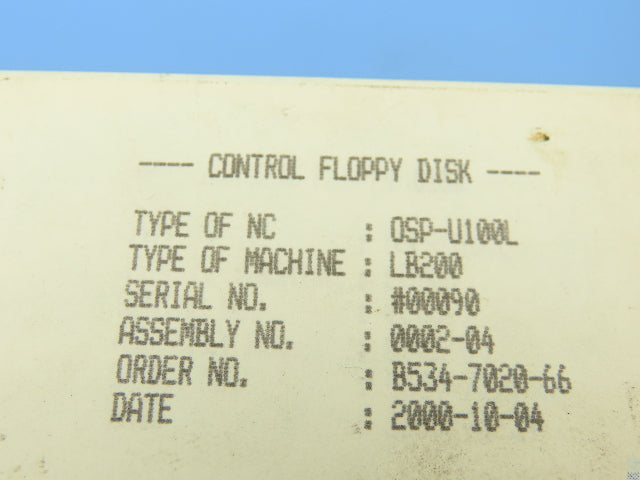 ---- CONTROL FLOPPY DISK ----
TYPE OF NC : OSP-U100L
TYPE OF MACHINE : LB200
SERIAL NO. : #00090
ASSEMBLY NO. : 0002-04
ORDER NO. : B534-7020-66
DATE : 2000-10-04